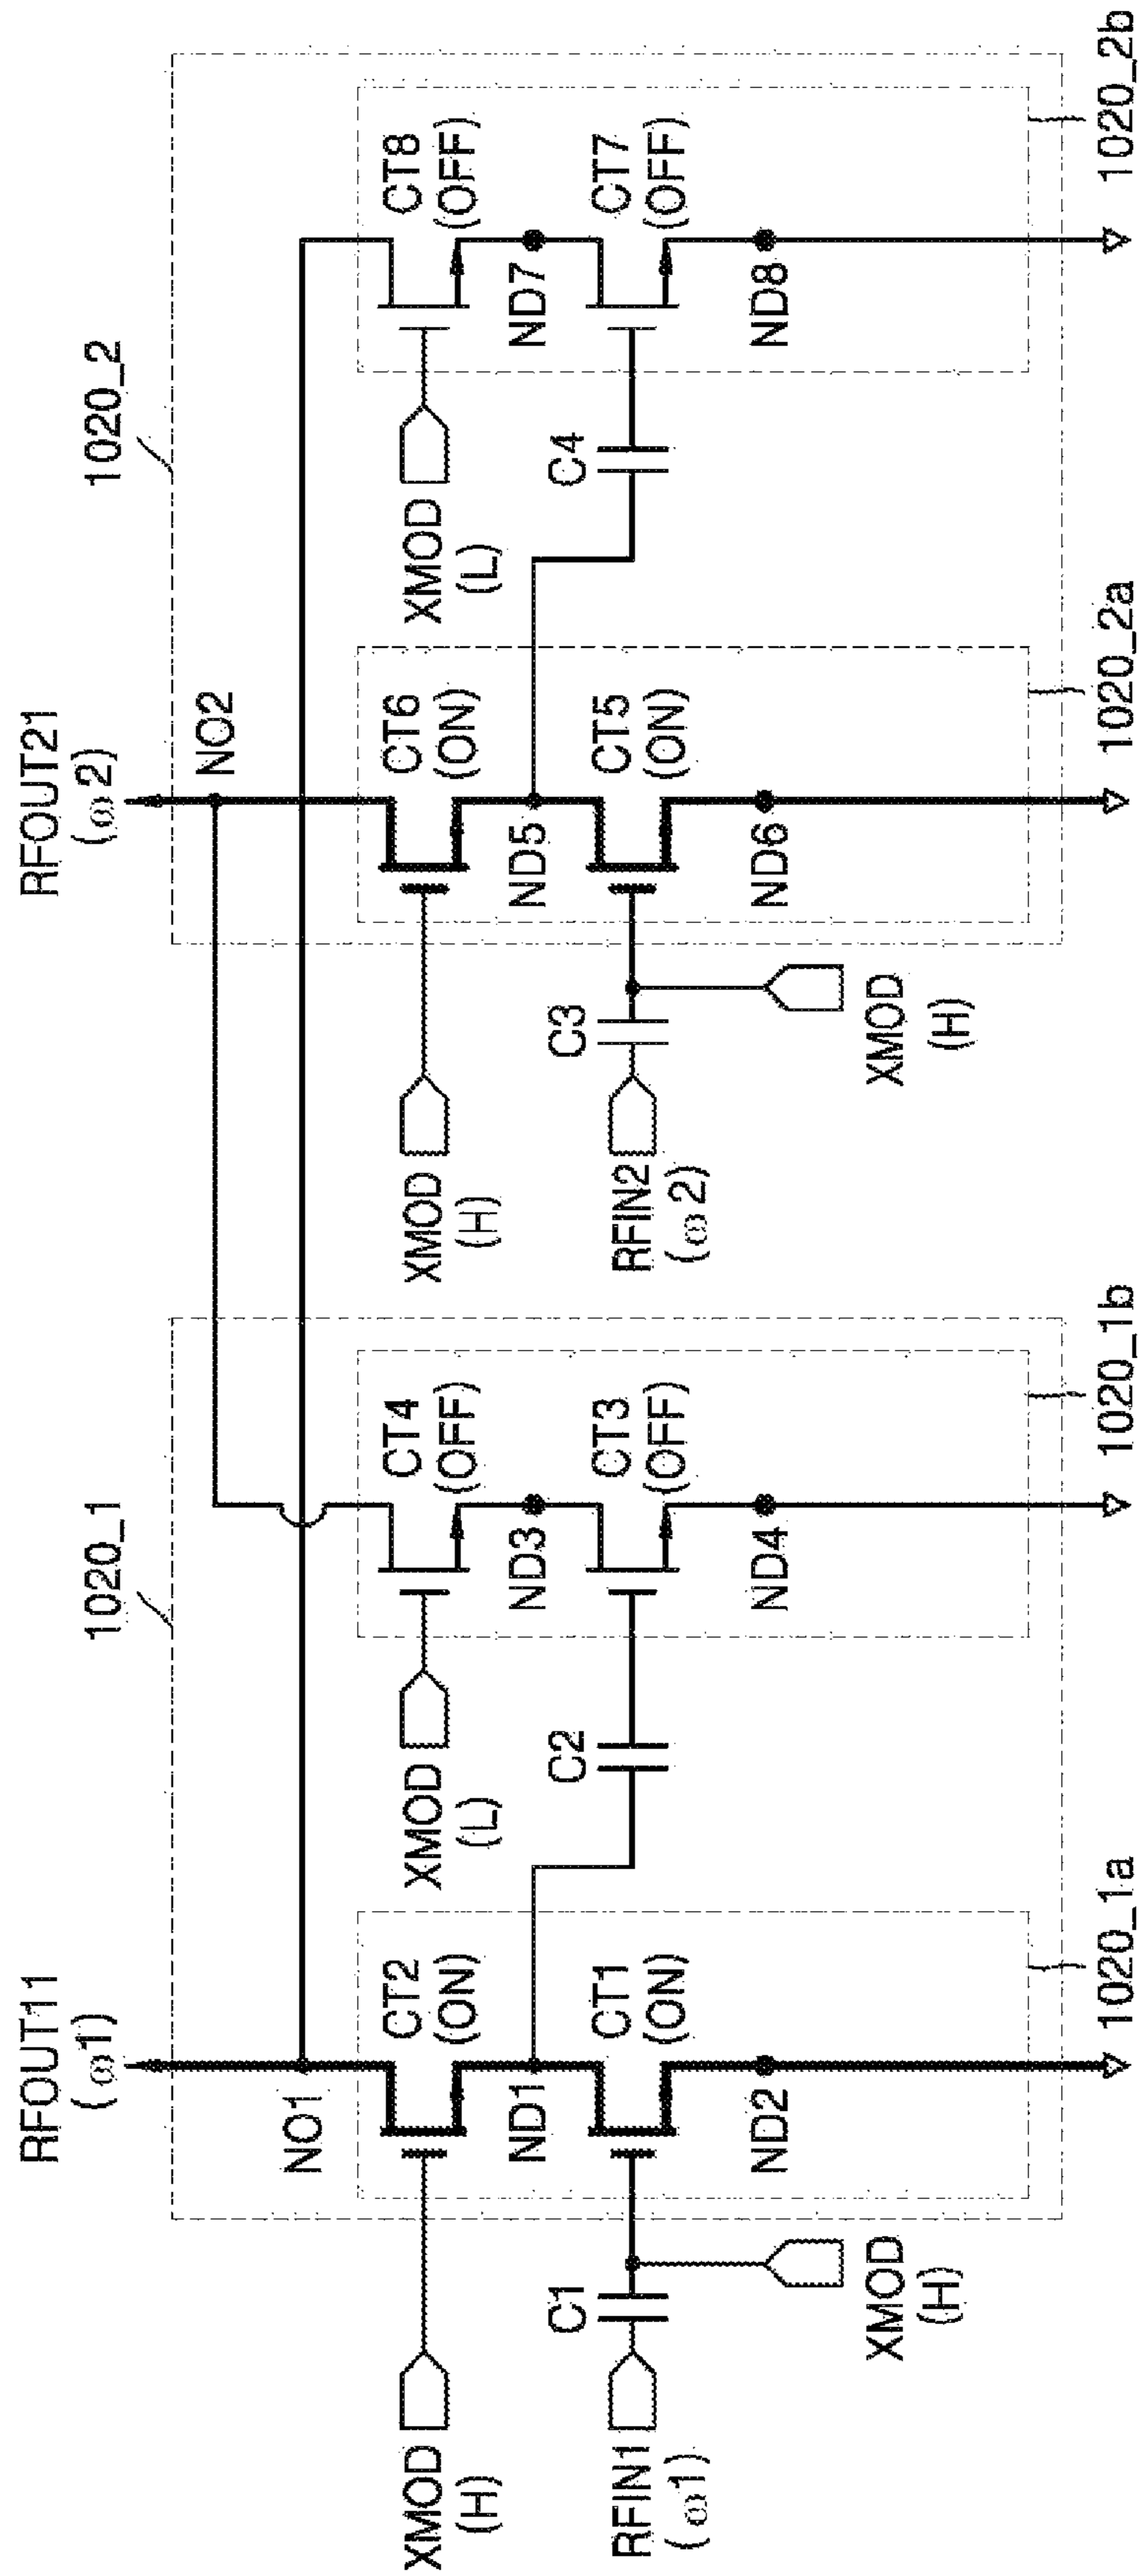 RFOUT11
(ω1)
RFOUT21
(ω2)
1020_1
1020_2
NO1
NO2
XMOD
(H)
CT2
(ON)
XMOD
(L)
CT4
(OFF)
XMOD
(H)
CT6
(ON)
XMOD
(L)
CT8
(OFF)
ND1
ND3
ND5
ND7
RFIN1
(ω1)
C1
CT1
(ON)
C2
CT3
(OFF)
RFIN2
(ω2)
C3
CT5
(ON)
C4
CT7
(OFF)
XMOD
(H)
ND2
ND4
XMOD
(H)
ND6
ND8
1020_1a
1020_1b
1020_2a
1020_2b